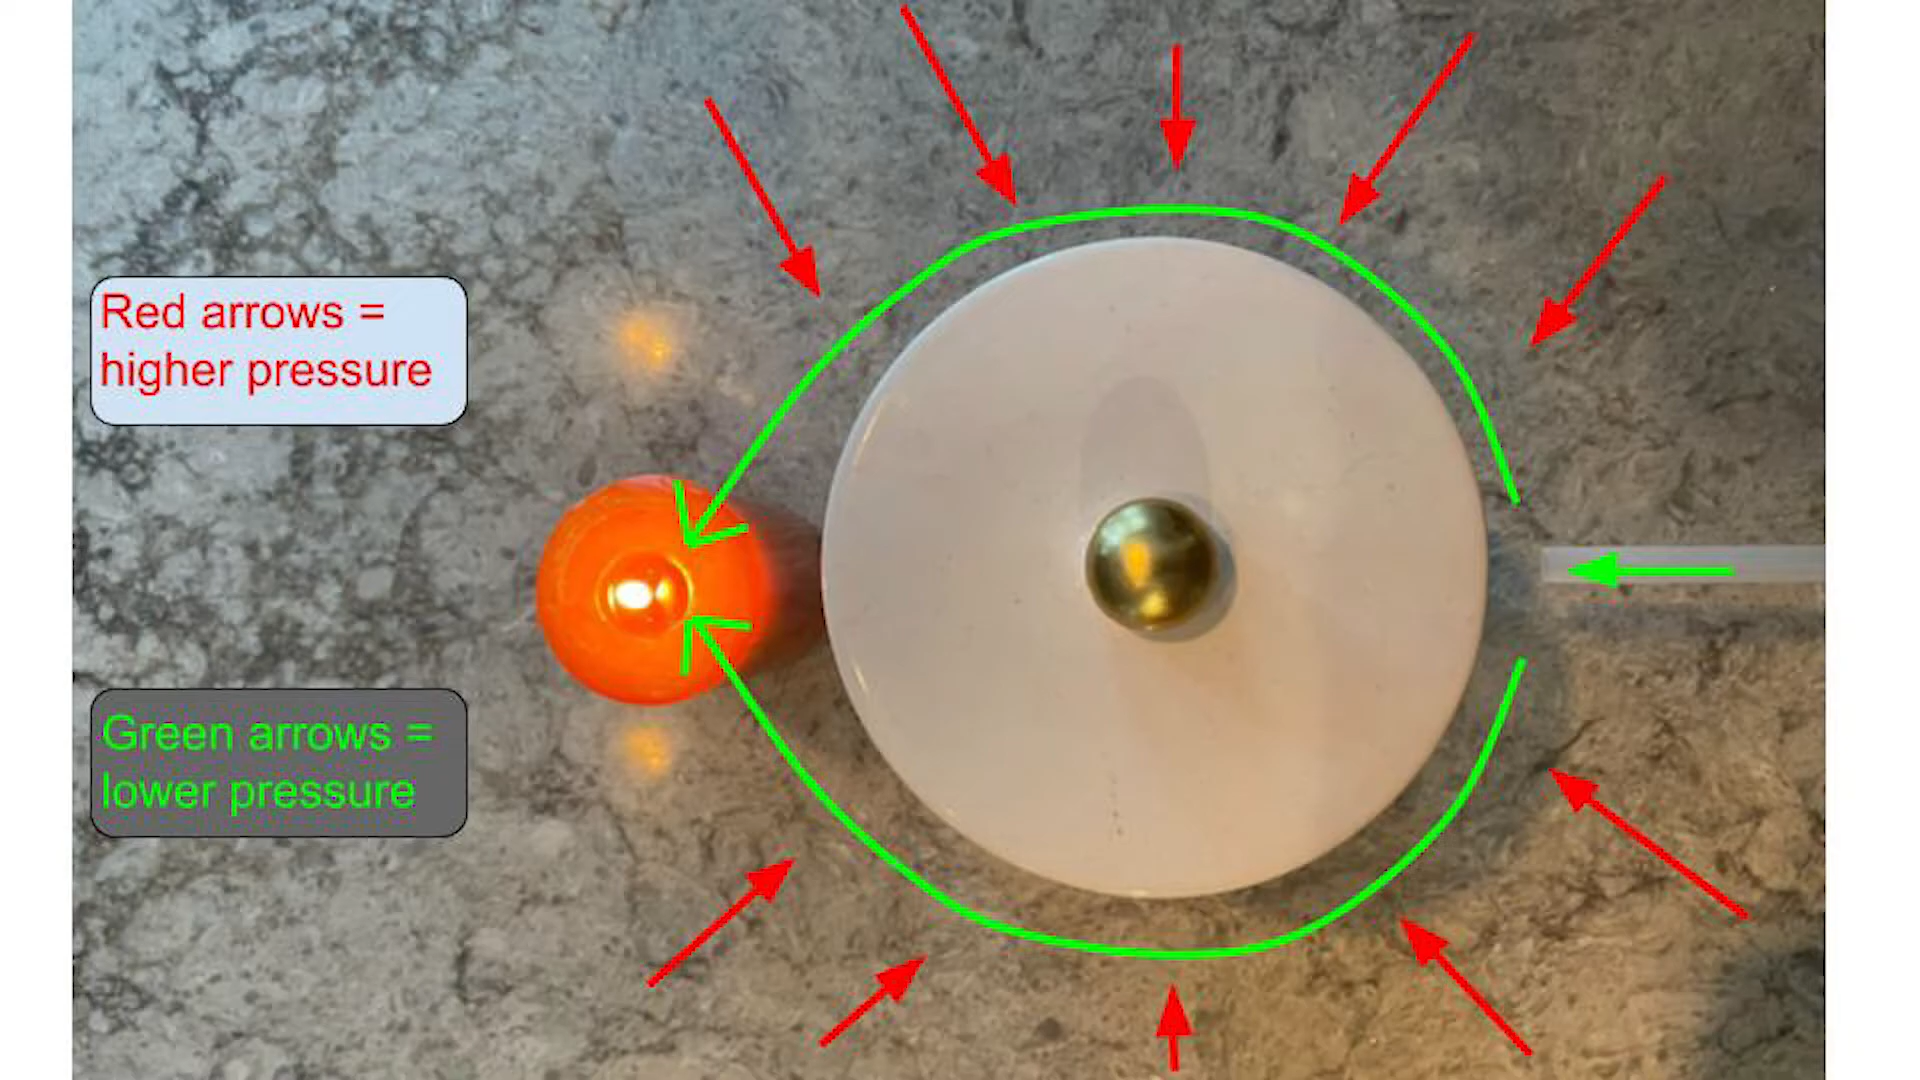 Red arrows =
higher pressure
Green arrows =
lower pressure